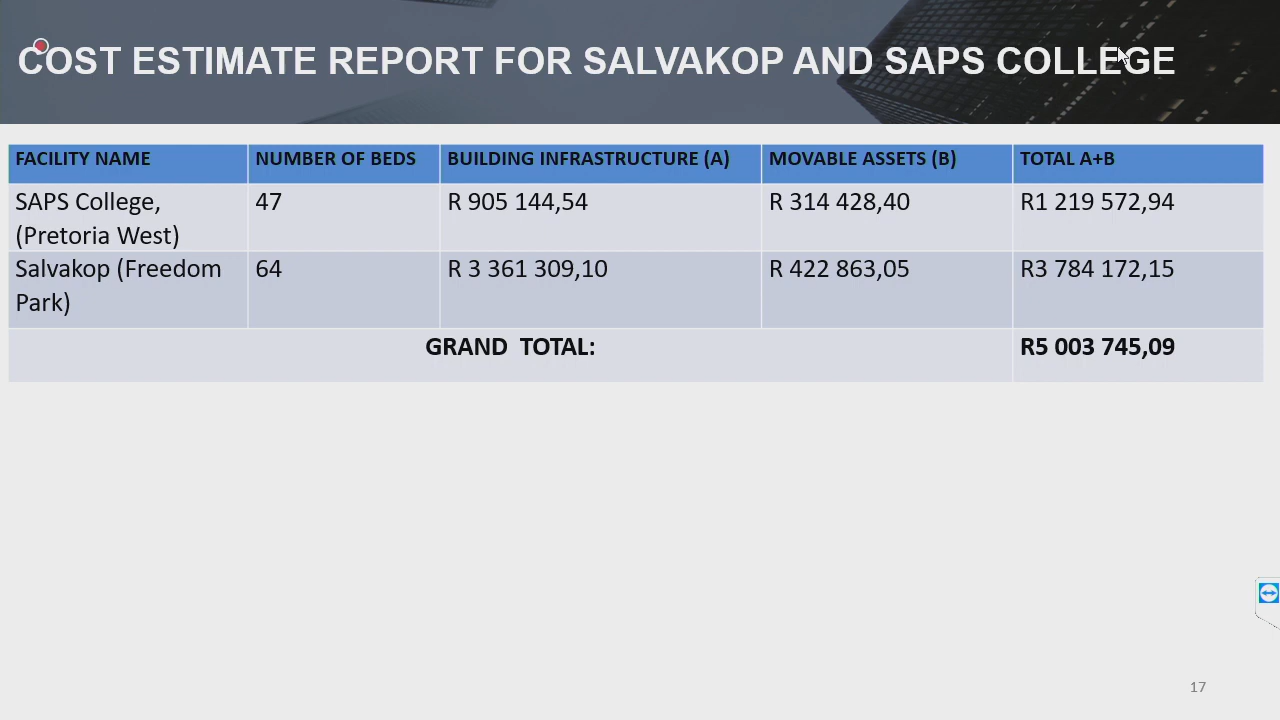 COST ESTIMATE REPORT FOR SALVAKOP AND SAPS COLLEGE
FACILITY NAME NUMBER OF BEDS BUILDING INFRASTRUCTURE (A) MOVABLE ASSETS (B) TOTAL A+B
SAPS College, 47 R 905 144,54 R 314 428,40 R1 219 572,94
(Pretoria West)
Salvakop (Freedom 64 R 3 361 309,10 R 422 863,05 R3 784 172,15
Park)
GRAND TOTAL: R5 003 745,09
17